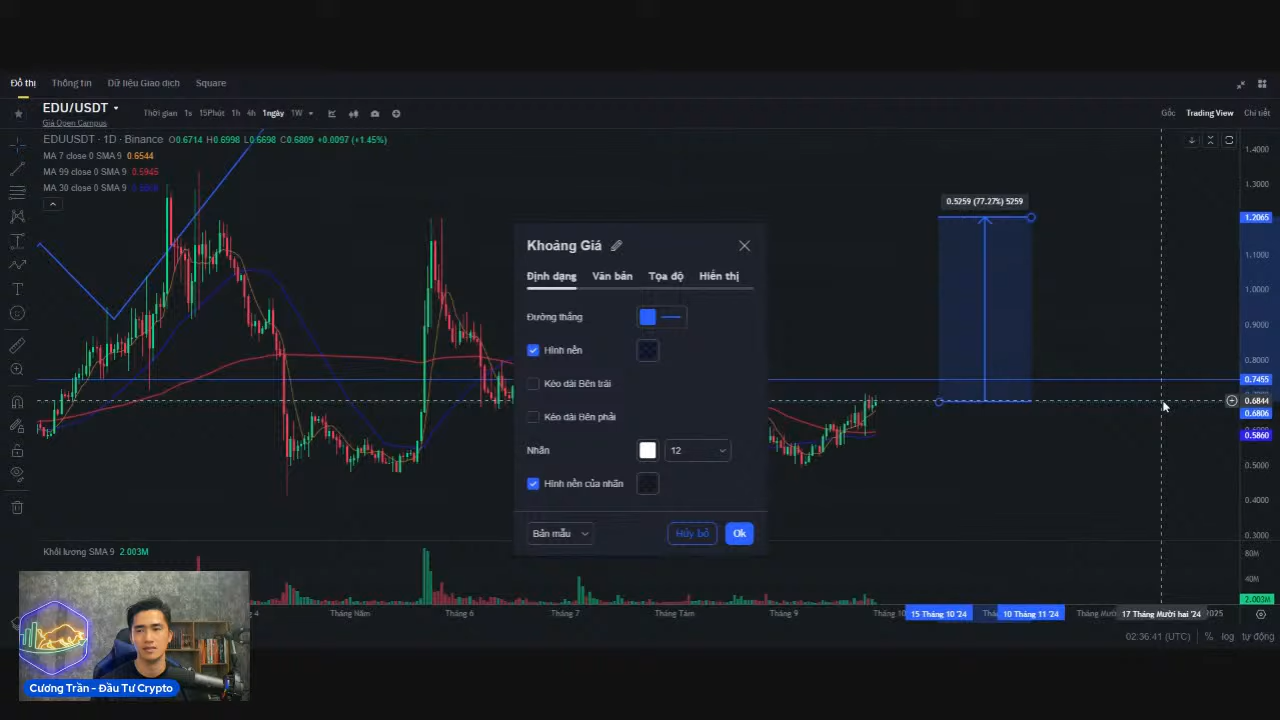 Đồ thị Thông tin Dữ liệu Giao dịch Square
EDU/USDT
Giá Open Campus
Thời gian 1s 15Phút 1h 4h 1ngày 1W
Gốc Trading View Chi tiết
EDUUSDT · 1D · Binance O0.6714 H0.6998 L0.6698 C0.6809 +0.0097 (+1.45%)
MA 7 close 0 SMA 9 0.6544
MA 99 close 0 SMA 9 0.5945
MA 30 close 0 SMA 9
0.5259 (77.27%) 5259
1.4000
1.3000
1.2065
1.1000
1.0000
0.9000
0.8000
0.7455
0.6844
0.6806
0.5860
0.5000
0.4000
0.3000
80M
40M
2.003M
Khoảng Giá
Định dạng Văn bản Tọa độ Hiển thị
Đường thẳng
Hình nền
Kéo dài Bên trái
Kéo dài Bên phải
Nhãn 12
Hình nền của nhãn
Bản mẫu Hủy bỏ Ok
Khối lượng SMA 9 2.003M
4 Tháng Năm Tháng 6 Tháng 7 Tháng Tám Tháng 9 Tháng 10 15 Tháng 10 '24 10 Tháng 11 '24 17 Tháng Mười hai '24 2025
02:36:41 (UTC) % log tự động
Cương Trần - Đầu Tư Crypto